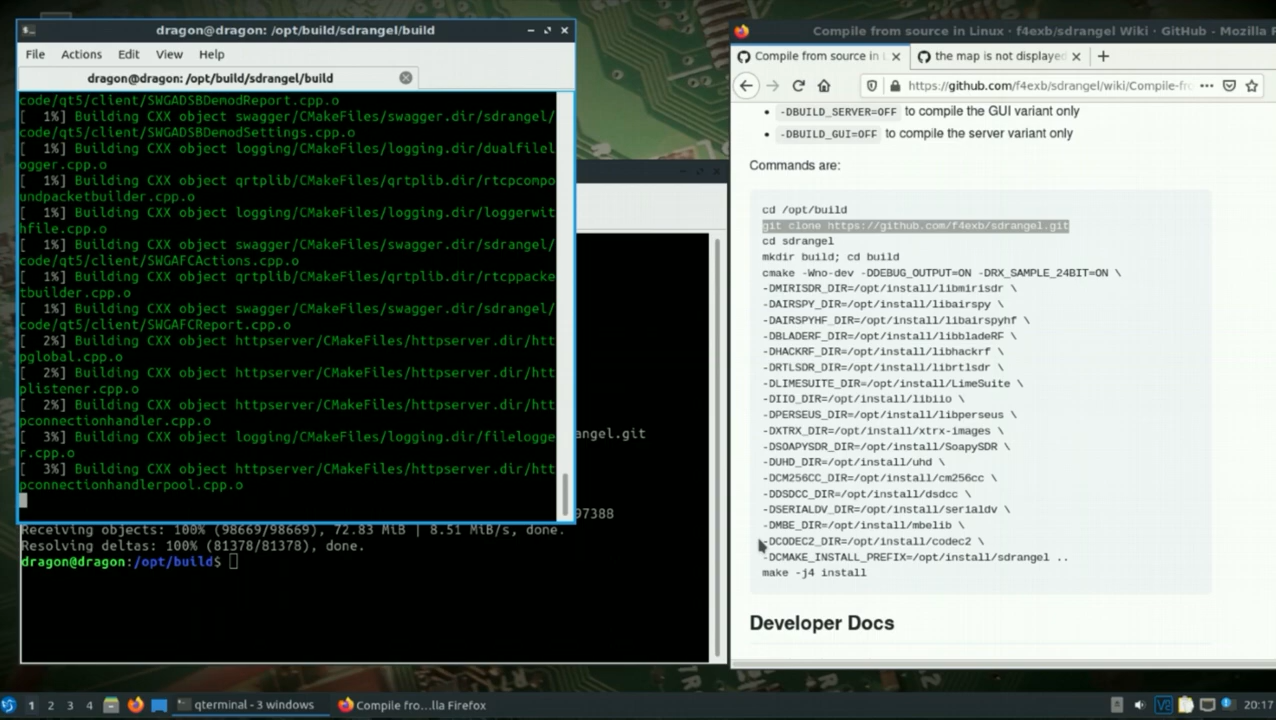 dragon@dragon: /opt/build/sdrangel/build
File Actions Edit View Help
dragon@dragon: /opt/build/sdrangel/build
code/qt5/client/SWGADSBDemodReport.cpp.o
[  1%] Building CXX object swagger/CMakeFiles/swagger.dir/sdrangel/
code/qt5/client/SWGADSBDemodSettings.cpp.o
[  1%] Building CXX object logging/CMakeFiles/logging.dir/dualfilel
ogger.cpp.o
[  1%] Building CXX object qrtplib/CMakeFiles/qrtplib.dir/rtcpcompo
undpacketbuilder.cpp.o
[  1%] Building CXX object logging/CMakeFiles/logging.dir/loggerwit
hfile.cpp.o
[  1%] Building CXX object swagger/CMakeFiles/swagger.dir/sdrangel/
code/qt5/client/SWGAFCActions.cpp.o
[  1%] Building CXX object qrtplib/CMakeFiles/qrtplib.dir/rtcppacke
tbuilder.cpp.o
[  1%] Building CXX object swagger/CMakeFiles/swagger.dir/sdrangel/
code/qt5/client/SWGAFCReport.cpp.o
[  2%] Building CXX object httpserver/CMakeFiles/httpserver.dir/htt
pglobal.cpp.o
[  2%] Building CXX object httpserver/CMakeFiles/httpserver.dir/htt
plistener.cpp.o
[  2%] Building CXX object httpserver/CMakeFiles/httpserver.dir/htt
pconnectionhandler.cpp.o
[  3%] Building CXX object logging/CMakeFiles/logging.dir/filelogge
r.cpp.o
[  3%] Building CXX object httpserver/CMakeFiles/httpserver.dir/htt
pconnectionhandlerpool.cpp.o
angel.git
97388
Receiving objects: 100% (98669/98669), 72.83 MiB | 8.51 MiB/s, done.
Resolving deltas: 100% (81378/81378), done.
dragon@dragon:/opt/build$
Compile from source in Linux · f4exb/sdrangel Wiki · GitHub - Mozilla F
Compile from source in L
the map is not displayed
https://github.com/f4exb/sdrangel/wiki/Compile-fro
-DBUILD_SERVER=OFF to compile the GUI variant only
-DBUILD_GUI=OFF to compile the server variant only
Commands are:
cd /opt/build
git clone https://github.com/f4exb/sdrangel.git
cd sdrangel
mkdir build; cd build
cmake -Wno-dev -DDEBUG_OUTPUT=ON -DRX_SAMPLE_24BIT=ON \
-DMIRISDR_DIR=/opt/install/libmirisdr \
-DAIRSPY_DIR=/opt/install/libairspy \
-DAIRSPYHF_DIR=/opt/install/libairspyhf \
-DBLADERF_DIR=/opt/install/libbladeRF \
-DHACKRF_DIR=/opt/install/libhackrf \
-DRTLSDR_DIR=/opt/install/librtlsdr \
-DLIMESUITE_DIR=/opt/install/LimeSuite \
-DIIO_DIR=/opt/install/libiio \
-DPERSEUS_DIR=/opt/install/libperseus \
-DXTRX_DIR=/opt/install/xtrx-images \
-DSOAPYSDR_DIR=/opt/install/SoapySDR \
-DUHD_DIR=/opt/install/uhd \
-DCM256CC_DIR=/opt/install/cm256cc \
-DDSDCC_DIR=/opt/install/dsdcc \
-DSERIALDV_DIR=/opt/install/serialdv \
-DMBE_DIR=/opt/install/mbelib \
-DCODEC2_DIR=/opt/install/codec2 \
-DCMAKE_INSTALL_PREFIX=/opt/install/sdrangel ..
make -j4 install
Developer Docs
1 2 3 4 qterminal - 3 windows Compile fro...lla Firefox 20:17